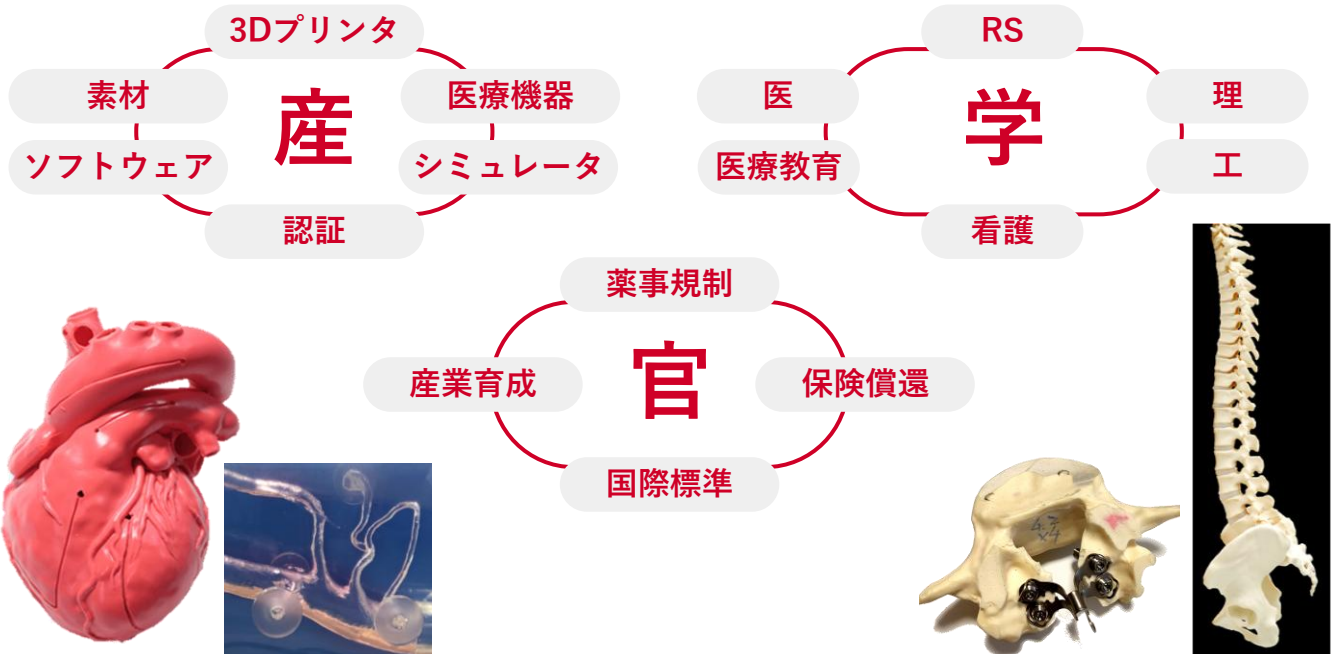 3Dプリンタ
素材
産
医療機器
ソフトウェア
シミュレータ
認証
RS
医
学
理
医療教育
工
看護
薬事規制
産業育成
官
保険償還
国際標準